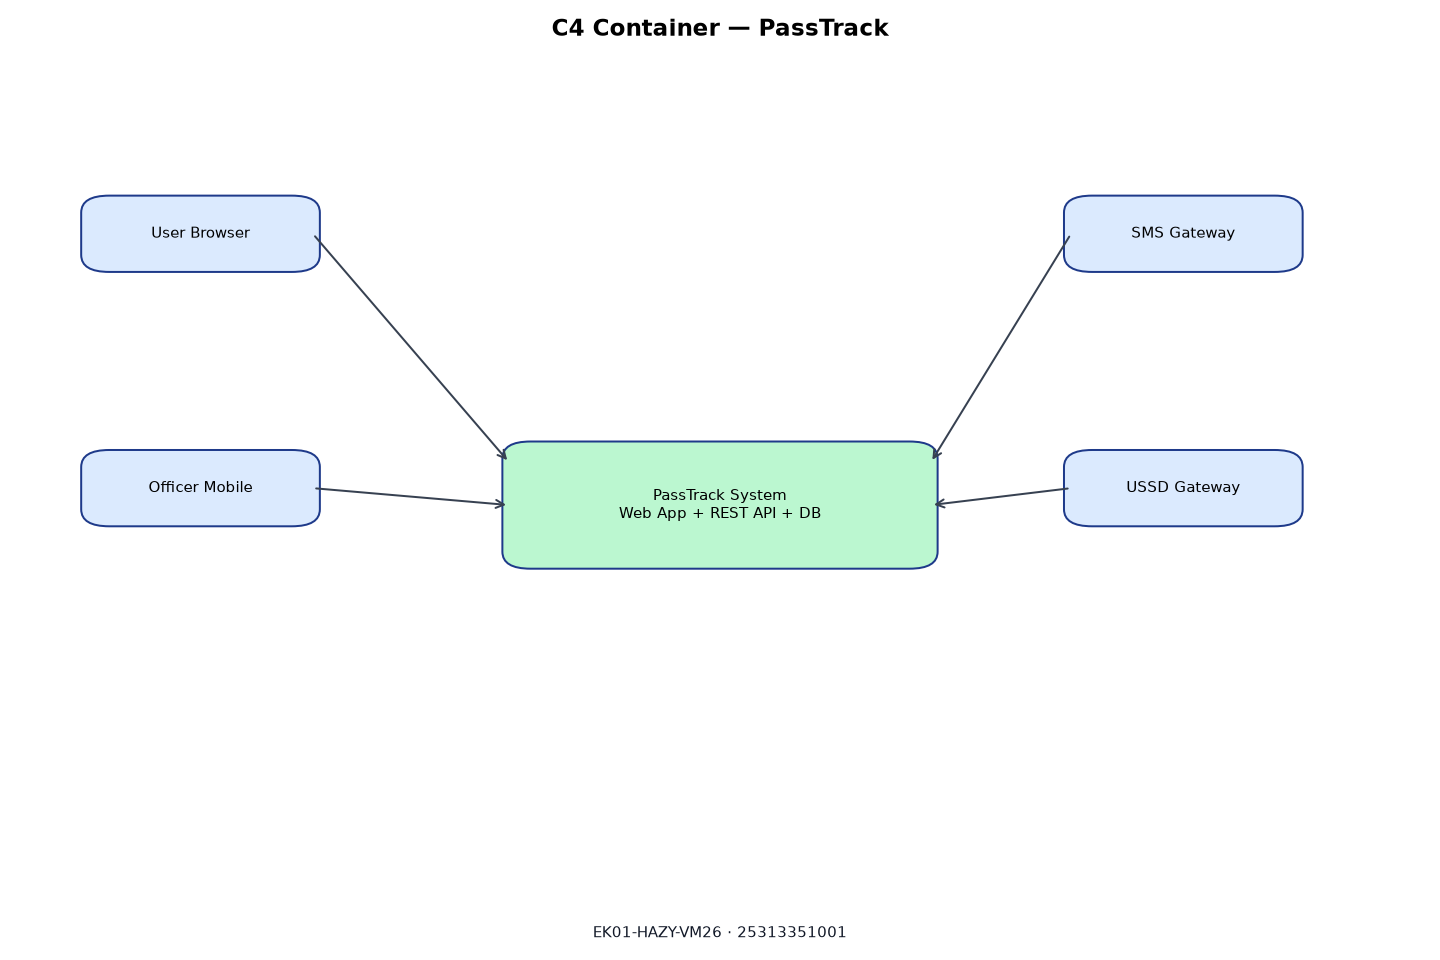 C4 Container — PassTrack
User Browser
SMS Gateway
Officer Mobile
PassTrack System
Web App + REST API + DB
USSD Gateway
EK01-HAZY-VM26 · 25313351001